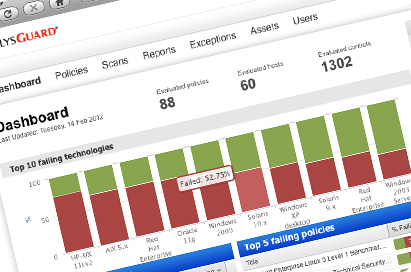 LYSGUARD®
ashboard Policies Scans Reports Exceptions Assets Users
Dashboard
Last Updated: Tuesday, 14 Feb 2012
Evaluated policies
88
Evaluated hosts
60
Evaluated controls
1302
Top 10 failing technologies
100
50
0
%
Failed: 52.75%
HP-UX
11i v2
AIX 5.x
Red
Hat
Enterprise
Oracle
11g
Windows
2003
Solaris
10.x
Windows
XP
desktop
Solaris
9.x
Red
Hat
Enterprise
Windows
2003
Server
Top 5 failing policies
Title
% Fail
Enterprise Linux 5 Level 1 Benchmar...
Technical Security...